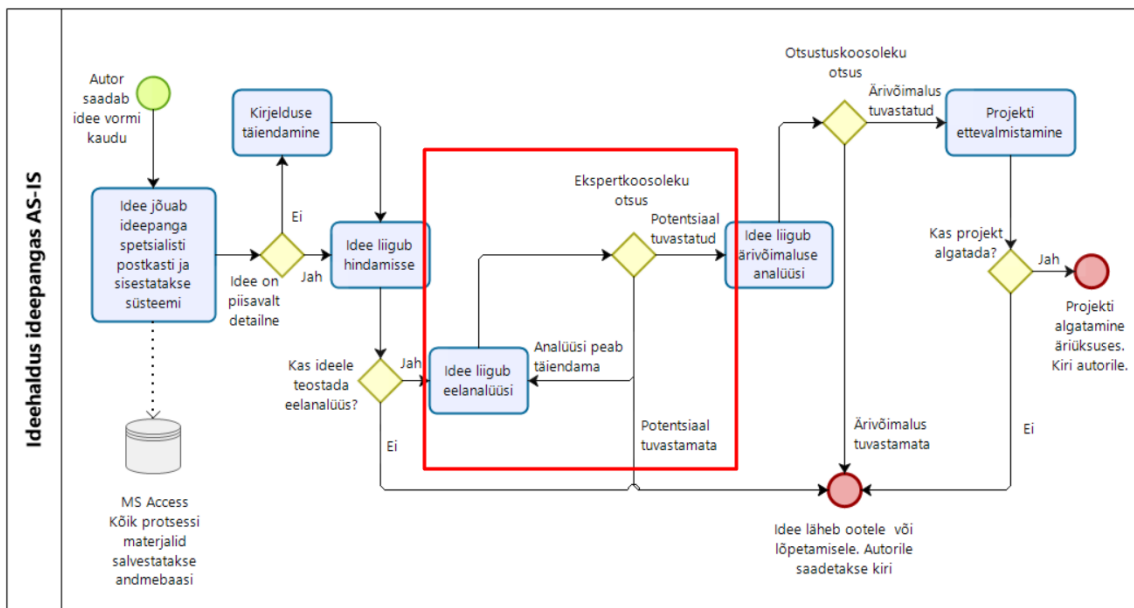 Ideehaldus ideepangas AS-IS
Autor
saadab
idee vormi
kaudu
Idee jõuab
ideepanga
spetsialisti
postkasti ja
sisestatakse
süsteemi
MS Access
Kõik protsessi
materjalid
salvestatakse
andmebaasi
Idee on
piisavalt
detailne
Ei
Jah
Kirjelduse
täiendamine
Idee liigub
hindamisse
Kas ideele
teostada
eelanalüüs?
Jah
Ei
Idee liigub
eelanalüüsi
Ekspertkoosoleku
otsus
Potentsiaal
tuvastatud
Analüüsi peab
täiendama
Potentsiaal
tuvastamata
Idee liigub
ärivõimaluse
analüüsi
Otsustuskoosoleku
otsus
Ärivõimalus
tuvastatud
Ärivõimalus
tuvastamata
Projekti
ettevalmistamine
Kas projekt
algatada?
Jah
Ei
Projekti
algatamine
äriüksuses.
Kiri autorile.
Idee läheb ootele või
lõpetamisele. Autorile
saadetakse kiri